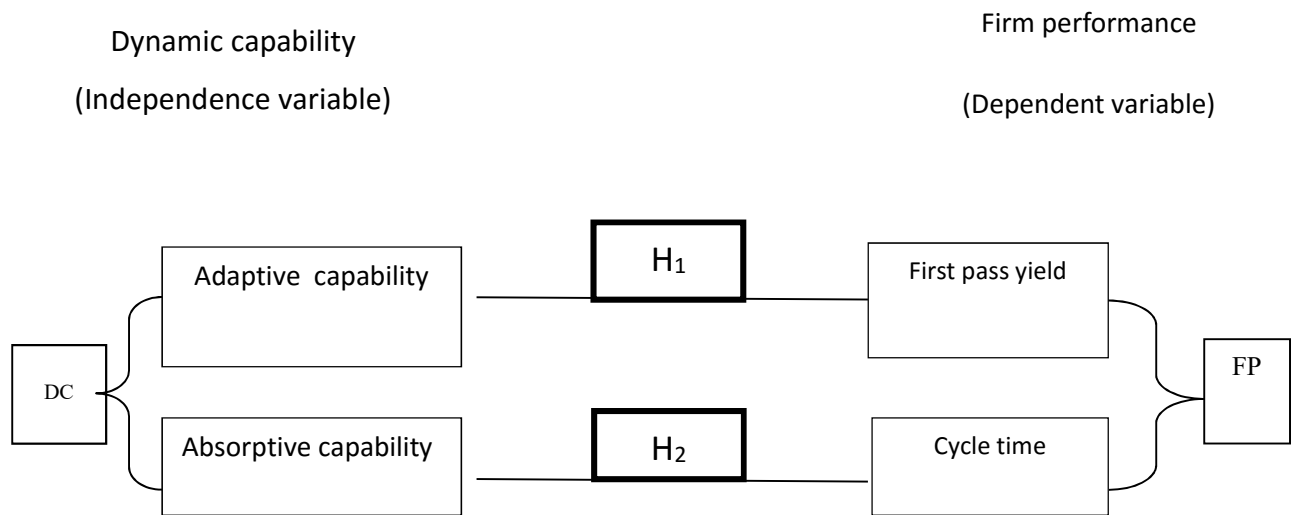 Dynamic capability
(Independence variable)
Firm performance
(Dependent variable)
Adaptive  capability
H1
First pass yield
DC
FP
Absorptive capability
H2
Cycle time